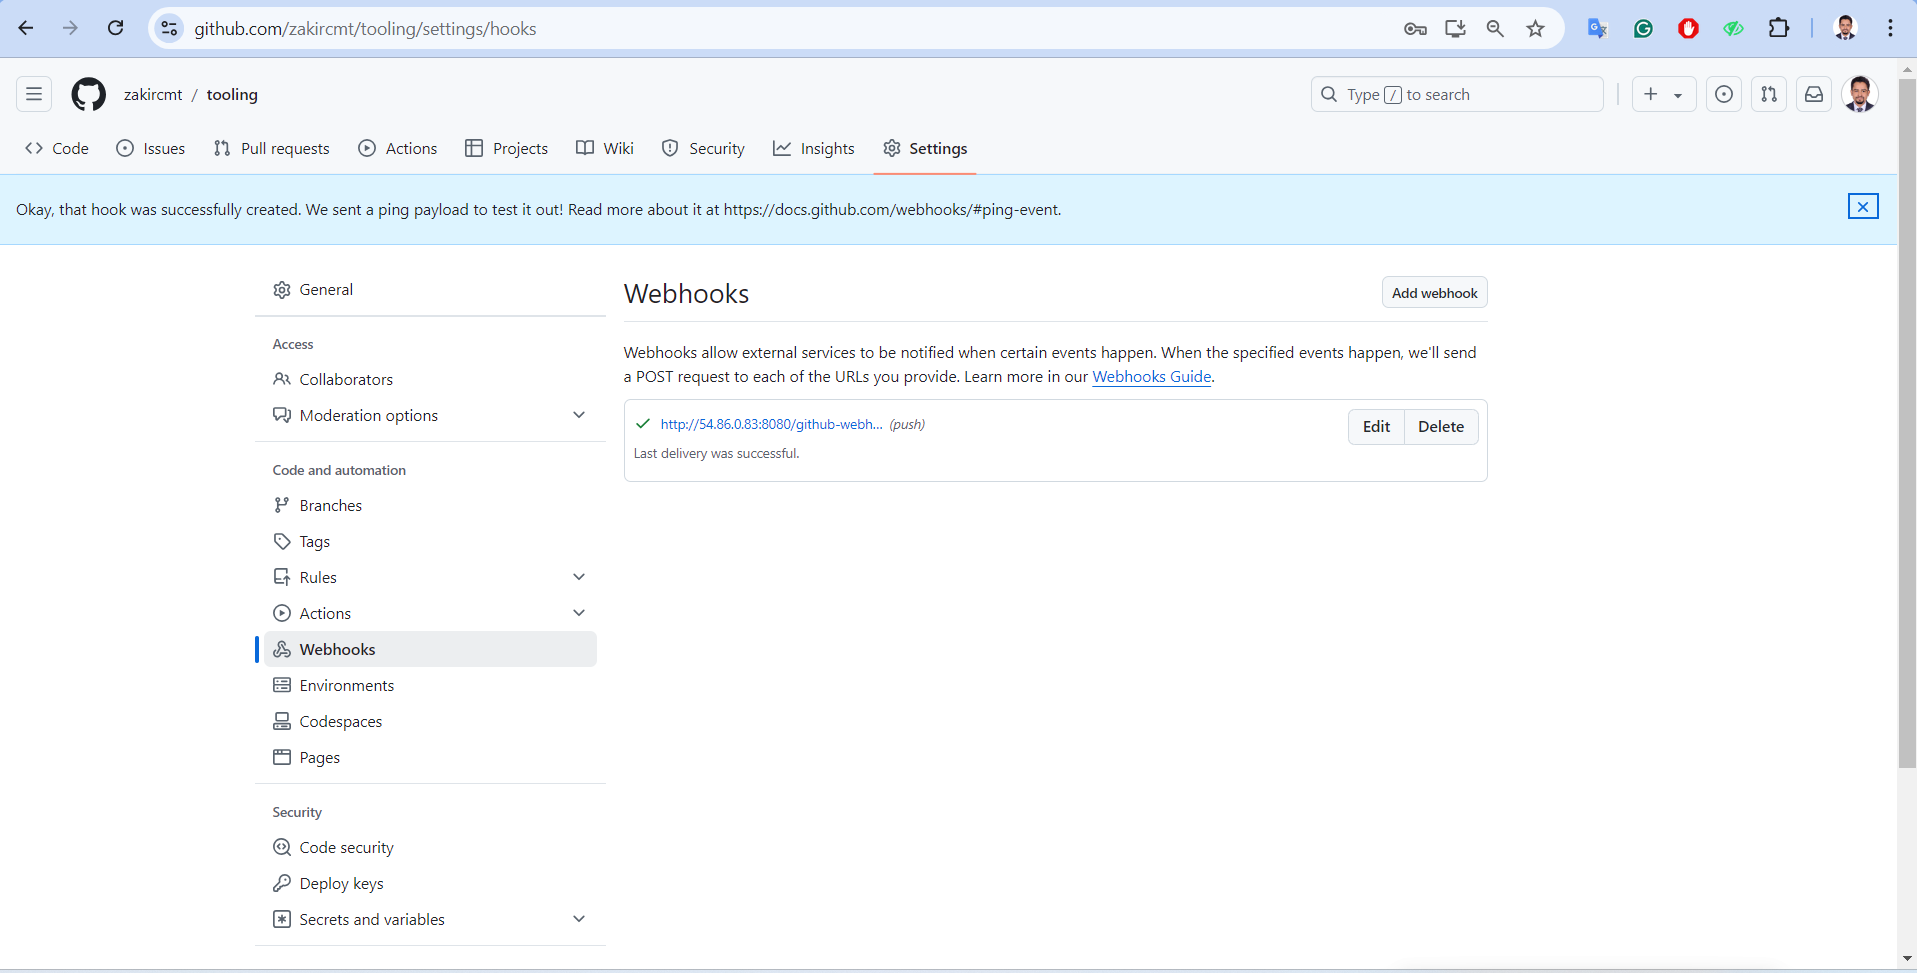 github.com/zakircmt/tooling/settings/hooks
zakircmt / tooling
Type / to search
Code Issues Pull requests Actions Projects Wiki Security Insights Settings
Okay, that hook was successfully created. We sent a ping payload to test it out! Read more about it at https://docs.github.com/webhooks/#ping-event.
General
Access
Collaborators
Moderation options
Code and automation
Branches
Tags
Rules
Actions
Webhooks
Environments
Codespaces
Pages
Security
Code security
Deploy keys
Secrets and variables
Webhooks
Add webhook
Webhooks allow external services to be notified when certain events happen. When the specified events happen, we'll send
a POST request to each of the URLs you provide. Learn more in our Webhooks Guide.
http://54.86.0.83:8080/github-webh... (push)
Edit Delete
Last delivery was successful.